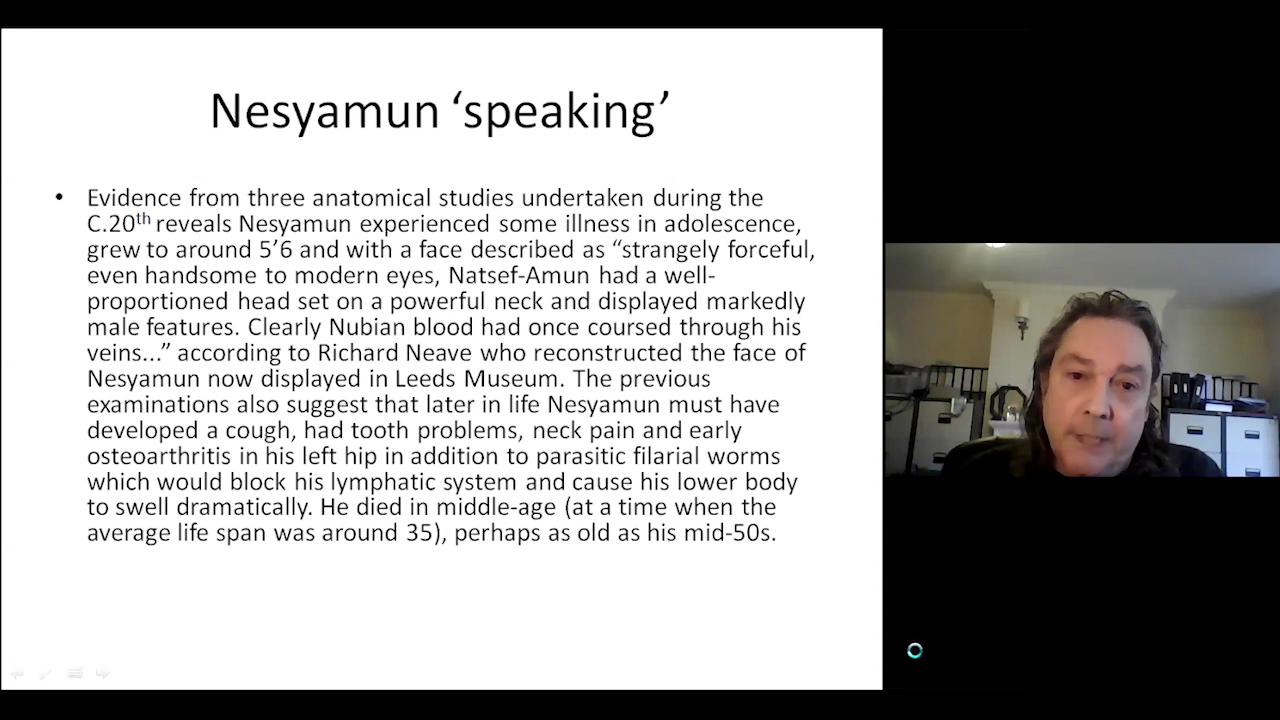 Nesyamun ‘speaking’
• Evidence from three anatomical studies undertaken during the
C.20th reveals Nesyamun experienced some illness in adolescence,
grew to around 5’6 and with a face described as “strangely forceful,
even handsome to modern eyes, Natsef-Amun had a well-
proportioned head set on a powerful neck and displayed markedly
male features. Clearly Nubian blood had once coursed through his
veins...” according to Richard Neave who reconstructed the face of
Nesyamun now displayed in Leeds Museum. The previous
examinations also suggest that later in life Nesyamun must have
developed a cough, had tooth problems, neck pain and early
osteoarthritis in his left hip in addition to parasitic filarial worms
which would block his lymphatic system and cause his lower body
to swell dramatically. He died in middle-age (at a time when the
average life span was around 35), perhaps as old as his mid-50s.